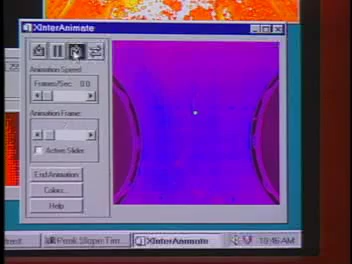 XInterAnimate
Animation Speed
Frames/Sec: 0.0
Animation Frame:
Active Slider
End Animation
Colors...
Help
Peak Slope Tim...
XInterAnimate
10:46 AM